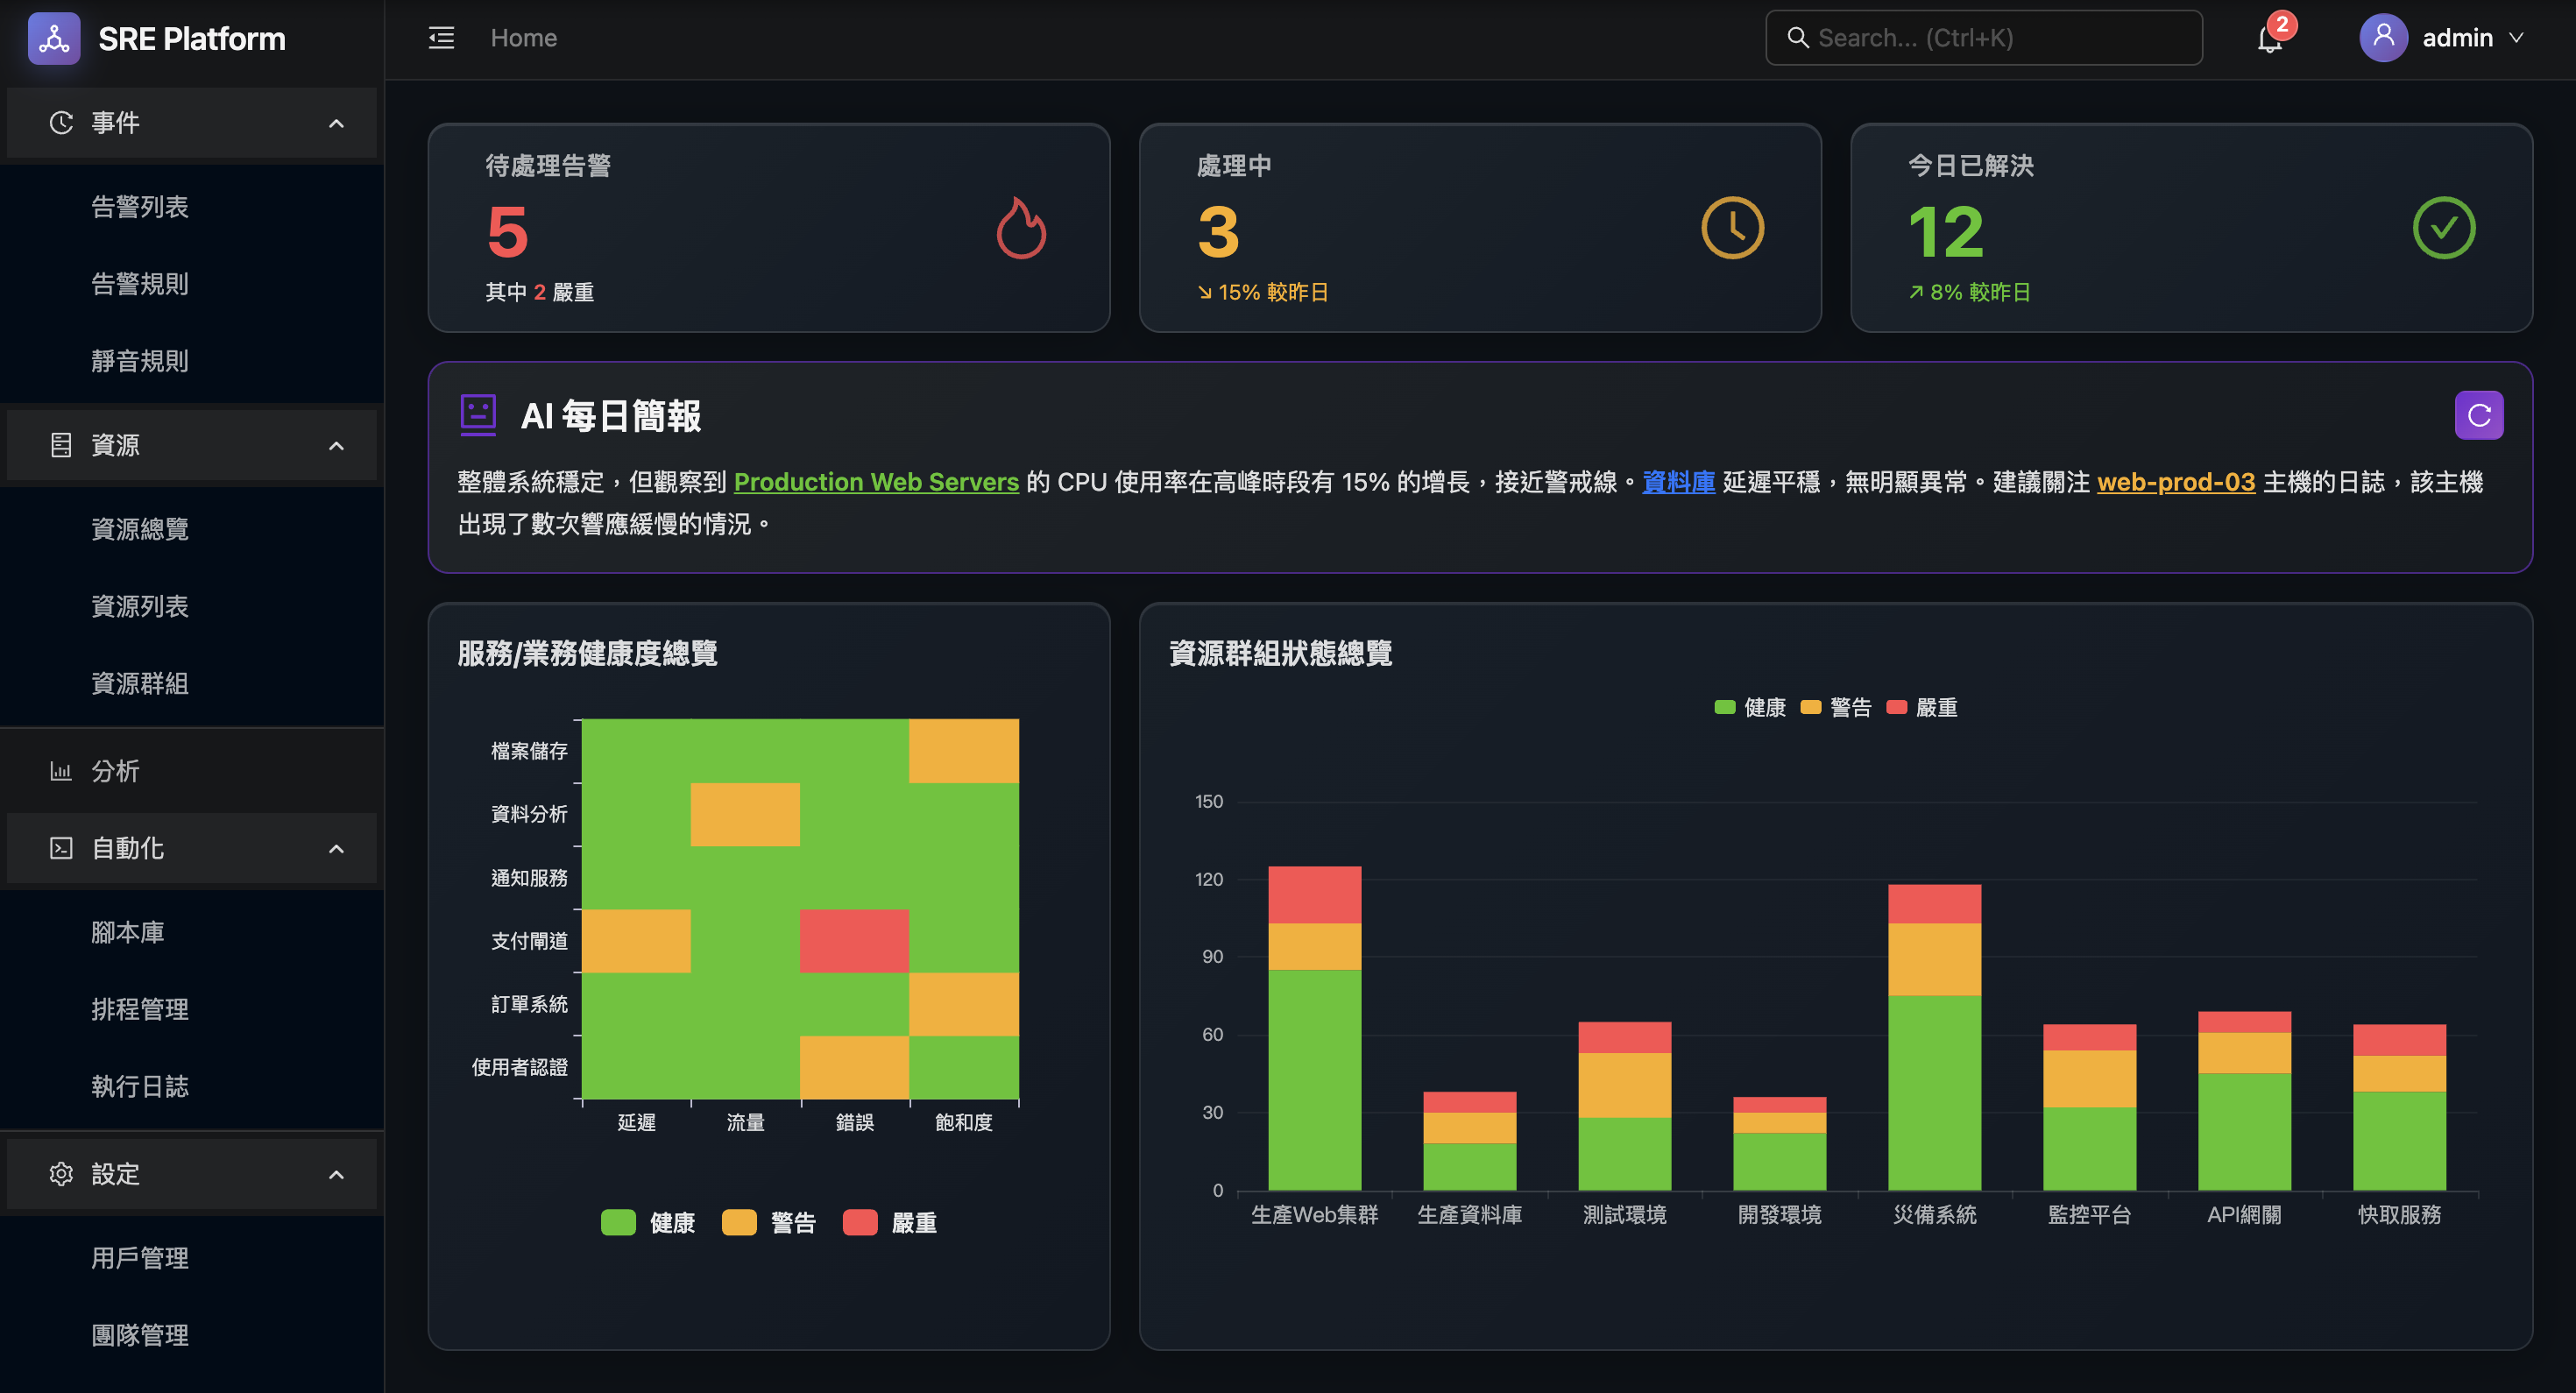 SRE Platform
Home
Search... (Ctrl+K)
2
admin
事件
告警列表
告警規則
靜音規則
資源
資源總覽
資源列表
資源群組
分析
自動化
腳本庫
排程管理
執行日誌
設定
用戶管理
團隊管理
待處理告警
5
其中 2 嚴重
處理中
3
↘ 15% 較昨日
今日已解決
12
↗ 8% 較昨日
AI 每日簡報
整體系統穩定，但觀察到 Production Web Servers 的 CPU 使用率在高峰時段有 15% 的增長，接近警戒線。資料庫 延遲平穩，無明顯異常。建議關注 web-prod-03 主機的日誌，該主機
出現了數次響應緩慢的情況。
服務/業務健康度總覽
檔案儲存
資料分析
通知服務
支付閘道
訂單系統
使用者認證
延遲 流量 錯誤 飽和度
健康 警告 嚴重
資源群組狀態總覽
健康 警告 嚴重
150
120
90
60
30
0
生產Web集群 生產資料庫 測試環境 開發環境 災備系統 監控平台 API網關 快取服務